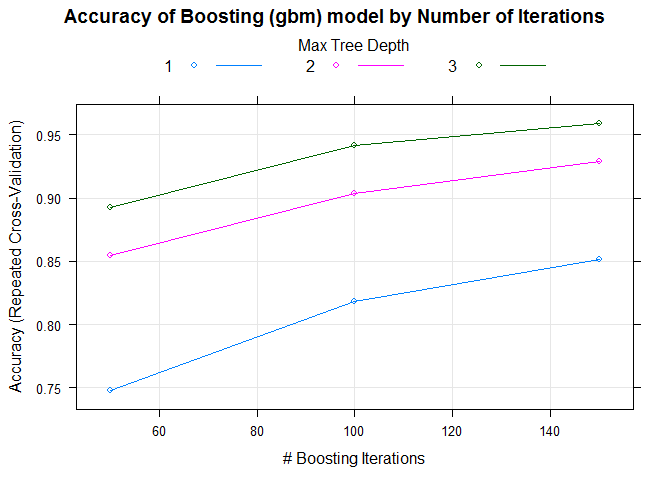 Accuracy of Boosting (gbm) model by Number of Iterations
Max Tree Depth
1 2 3
Accuracy (Repeated Cross-Validation)
0.95
0.90
0.85
0.80
0.75
60 80 100 120 140
# Boosting Iterations